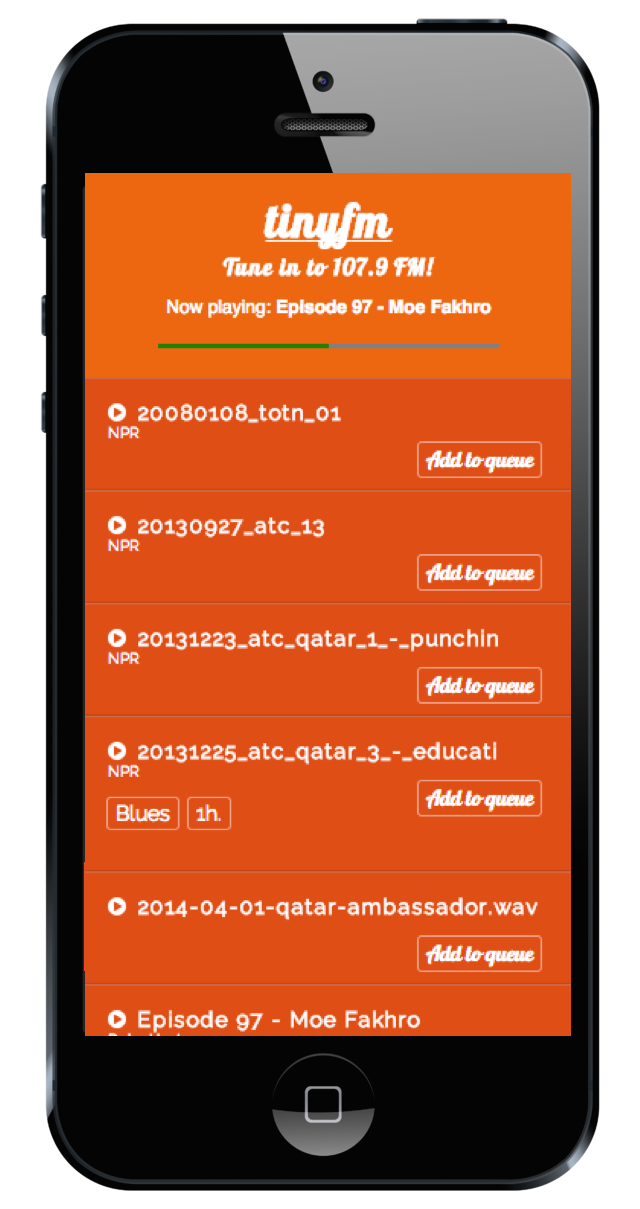 tinyfm
Tune in to 107.9 FM!
Now playing: Episode 97 - Moe Fakhro
20080108_totn_01
NPR
Add to queue
20130927_atc_13
NPR
Add to queue
20131223_atc_qatar_1_-_punchin
NPR
Add to queue
20131225_atc_qatar_3_-_educati
NPR
Add to queue
Blues 1h.
2014-04-01-qatar-ambassador.wav
Add to queue
Episode 97 - Moe Fakhro